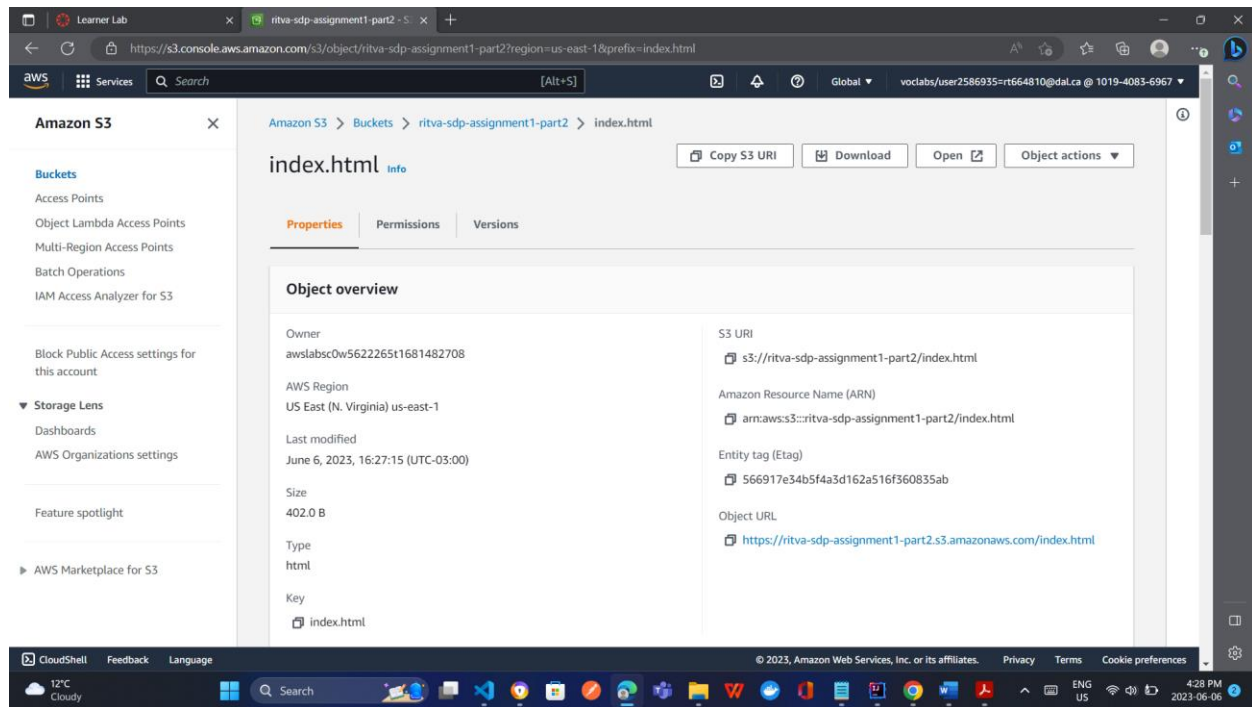 Learner Lab
ritva-sdp-assignment1-part2 - S
https://s3.console.aws.amazon.com/s3/object/ritva-sdp-assignment1-part2?region=us-east-1&prefix=index.html
aws Services Search [Alt+S] Global voclabs/user2586935=rt664810@dal.ca @ 1019-4083-6967
Amazon S3
Buckets
Access Points
Object Lambda Access Points
Multi-Region Access Points
Batch Operations
IAM Access Analyzer for S3
Block Public Access settings for
this account
Storage Lens
Dashboards
AWS Organizations settings
Feature spotlight
AWS Marketplace for S3
Amazon S3 > Buckets > ritva-sdp-assignment1-part2 > index.html
index.html Info
Copy S3 URI Download Open Object actions
Properties Permissions Versions
Object overview
Owner
awslabsc0w5622265t1681482708
AWS Region
US East (N. Virginia) us-east-1
Last modified
June 6, 2023, 16:27:15 (UTC-03:00)
Size
402.0 B
Type
html
Key
index.html
S3 URI
s3://ritva-sdp-assignment1-part2/index.html
Amazon Resource Name (ARN)
arn:aws:s3:::ritva-sdp-assignment1-part2/index.html
Entity tag (Etag)
566917e34b5f4a3d162a516f360835ab
Object URL
https://ritva-sdp-assignment1-part2.s3.amazonaws.com/index.html
CloudShell Feedback Language © 2023, Amazon Web Services, Inc. or its affiliates. Privacy Terms Cookie preferences
12°C
Cloudy
Search
ENG
US
4:28 PM
2023-06-06